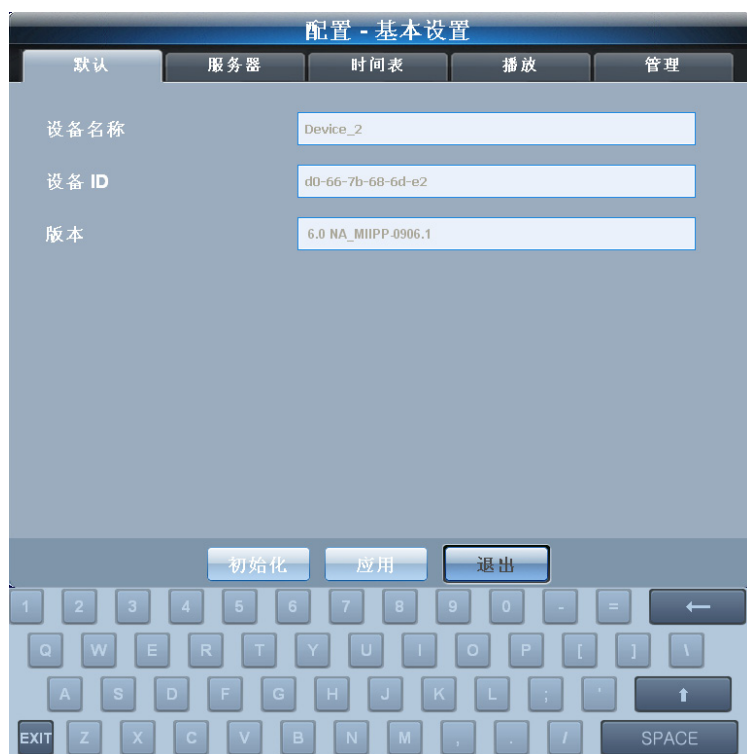 配置 - 基本设置
默认 服务器 时间表 播放 管理
设备名称 Device_2
设备 ID d0-66-7b-68-6d-e2
版本 6.0 NA_MIIPP-0906.1
初始化 应用 退出
1 2 3 4 5 6 7 8 9 0 - = ←
Q W E R T Y U I O P [ ] \
A S D F G H J K L ; ' ↑
EXIT Z X C V B N M , . / SPACE